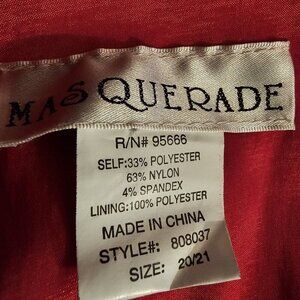 MASQUERADE
R/N# 95666
SELF:33% POLYESTER
63% NYLON
4% SPANDEX
LINING:100% POLYESTER
MADE IN CHINA
STYLE#: 808037
SIZE: 20/21